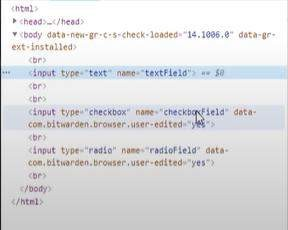 <html>
▶<head>…</head>
▼<body data-new-gr-c-s-check-loaded="14.1006.0" data-gr-
ext-installed>
<br>
… <input type="text" name="textField"> == $0
<br>
<br>
<input type="checkbox" name="checkboxField" data-
com.bitwarden.browser.user-edited="yes">
<br>
<input type="radio" name="radioField" data-
com.bitwarden.browser.user-edited="yes">
<br>
</body>
</html>